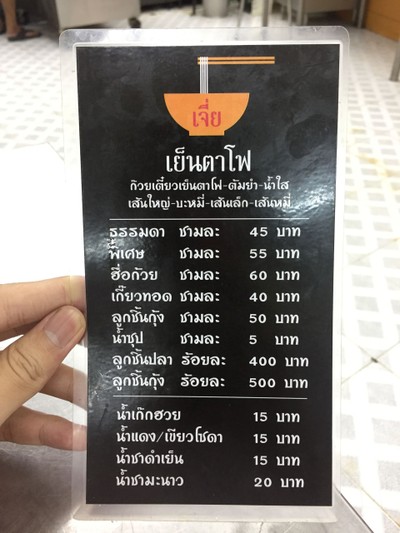 เจี่ย
เย็นตาโฟ
ก๋วยเตี๋ยวเย็นตาโฟ-ต้มยำ-น้ำใส
เส้นใหญ่-บะหมี่-เส้นเล็ก-เส้นหมี่
ธรรมดา ชามละ 45 บาท
พิเศษ ชามละ 55 บาท
ฮื่อก้วย ชามละ 60 บาท
เกี๊ยวทอด ชามละ 40 บาท
ลูกชิ้นกุ้ง ชามละ 50 บาท
น้ำซุป ชามละ 5 บาท
ลูกชิ้นปลา ร้อยละ 400 บาท
ลูกชิ้นกุ้ง ร้อยละ 500 บาท
น้ำเก๊กฮวย 15 บาท
น้ำแดง/เขียวโซดา 15 บาท
น้ำชาดำเย็น 15 บาท
น้ำชามะนาว 20 บาท